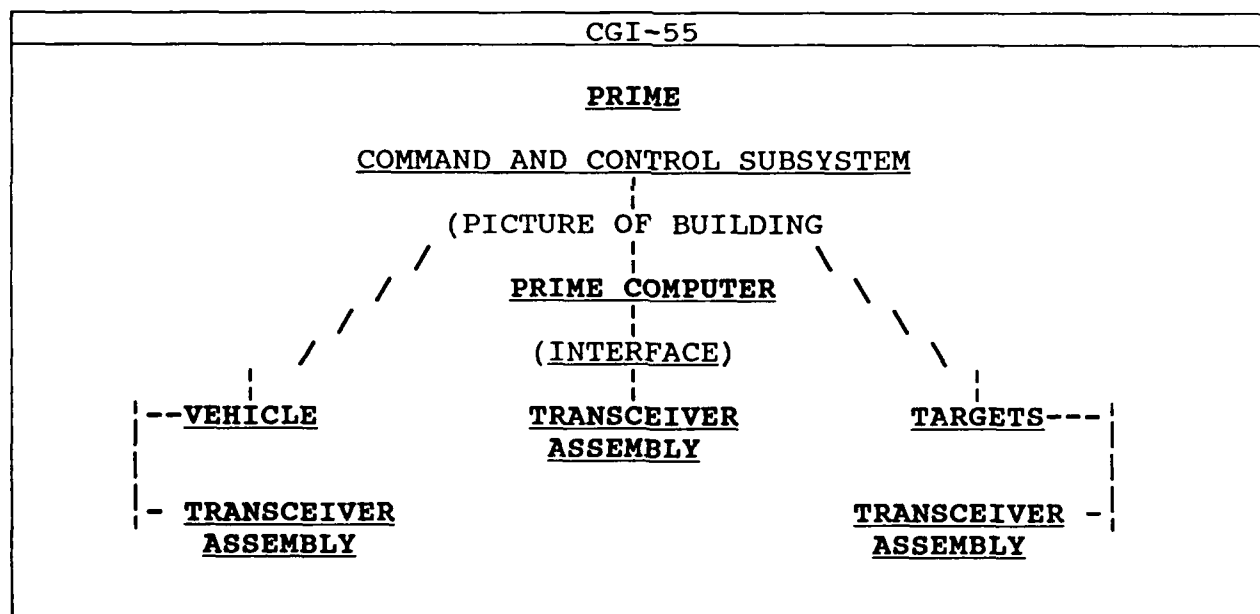 CGI-55
PRIME
COMMAND AND CONTROL SUBSYSTEM
(PICTURE OF BUILDING
PRIME COMPUTER
(INTERFACE)
VEHICLE TRANSCEIVER TARGETS
ASSEMBLY
TRANSCEIVER TRANSCEIVER
ASSEMBLY ASSEMBLY